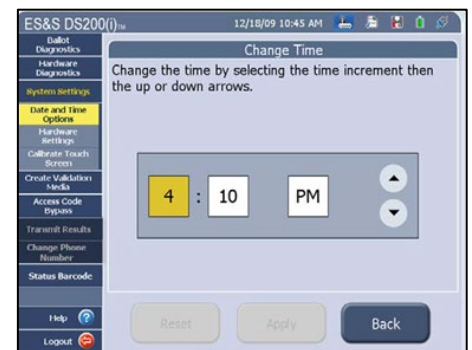 ES&S DS200(i)™
12/18/09 10:45 AM
Ballot
Diagnostics
Hardware
Diagnostics
System Settings
Date and Time
Options
Hardware
Settings
Calibrate Touch
Screen
Create Validation
Media
Access Code
Bypass
Transmit Results
Change Phone
Number
Status Barcode
Help ?
Logout
Change Time
Change the time by selecting the time increment then
the up or down arrows.
4 : 10 PM
Reset Apply Back